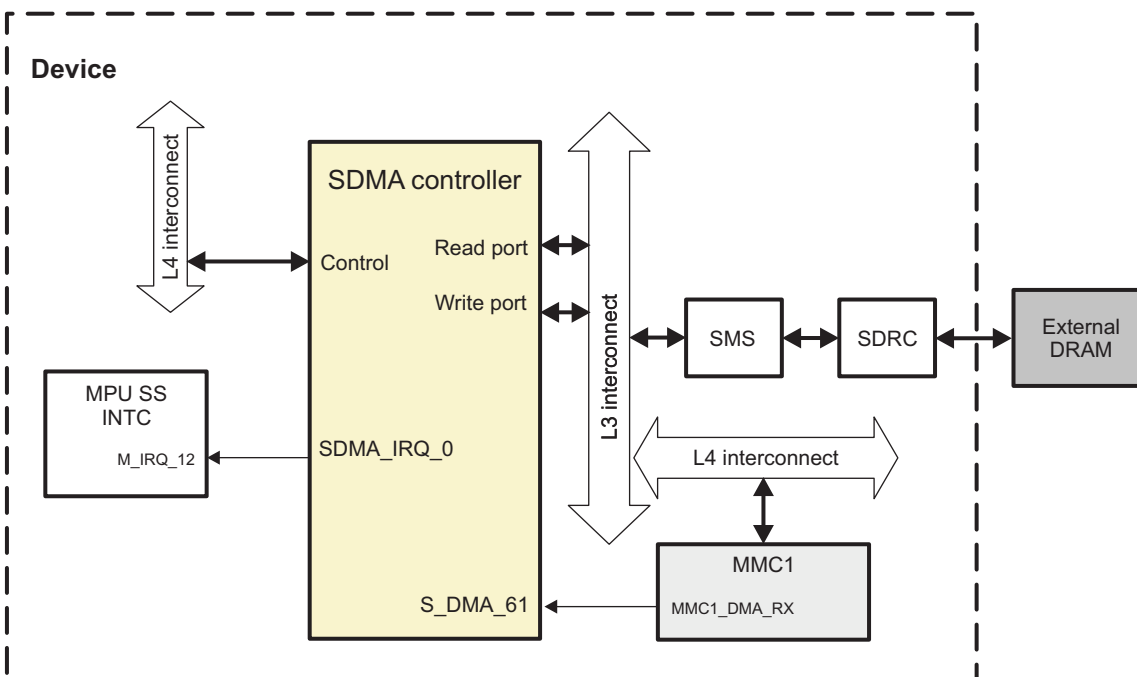 Device
L4 interconnect
SDMA controller
Control
Read port
Write port
L3 interconnect
SMS
SDRC
External
DRAM
MPU SS
INTC
M_IRQ_12
SDMA_IRQ_0
L4 interconnect
MMC1
S_DMA_61
MMC1_DMA_RX